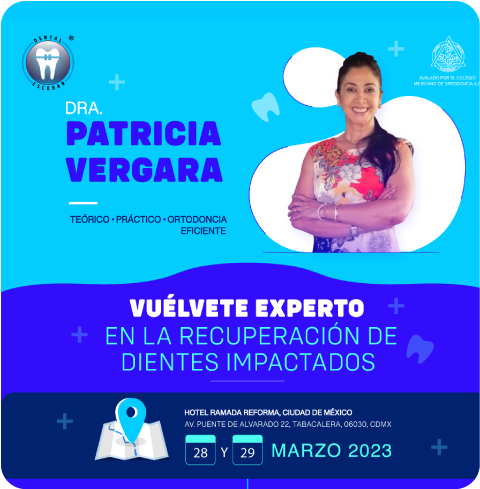 DENTAL
ESCOBAR
®
AVALADO POR EL COLEGIO
MEXICANO DE ORTODONCIA A.C
DRA.
PATRICIA
VERGARA
TEÓRICO • PRÁCTICO • ORTODONCIA
EFICIENTE
VUÉLVETE EXPERTO
EN LA RECUPERACIÓN DE
DIENTES IMPACTADOS
HOTEL RAMADA REFORMA, CIUDAD DE MÉXICO
AV. PUENTE DE ALVARADO 22, TABACALERA, 06030, CDMX
28 Y 29 MARZO 2023